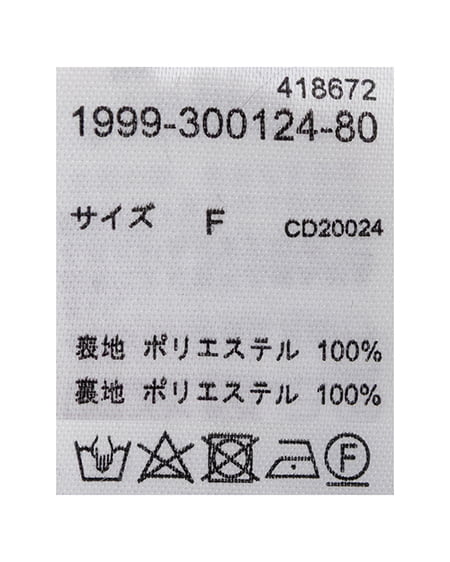 418672
1999-300124-80
サイズ F CD20024
表地 ポリエステル 100%
裏地 ポリエステル 100%
F